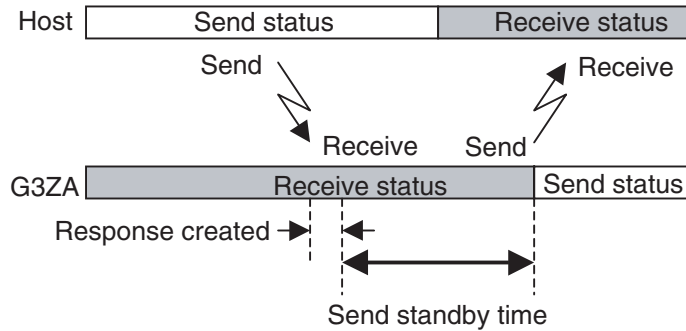 Host
Send status
Receive status
Send
Receive
Receive
Send
G3ZA
Receive status
Send status
Response created
Send standby time